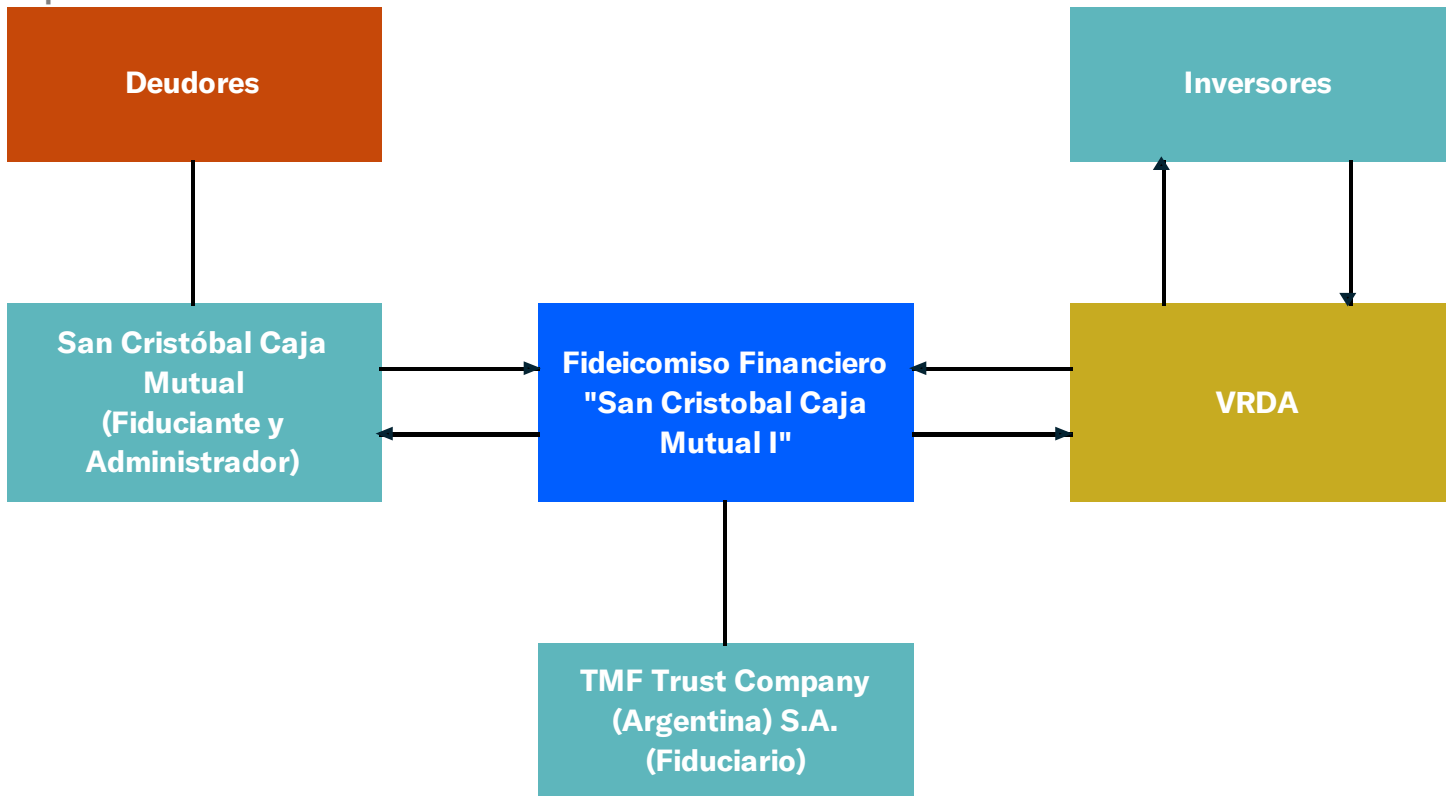 Deudores
Inversores
San Cristóbal Caja
Mutual
(Fiduciante y
Administrador)
Fideicomiso Financiero
"San Cristobal Caja
Mutual I"
VRDA
TMF Trust Company
(Argentina) S.A.
(Fiduciario)